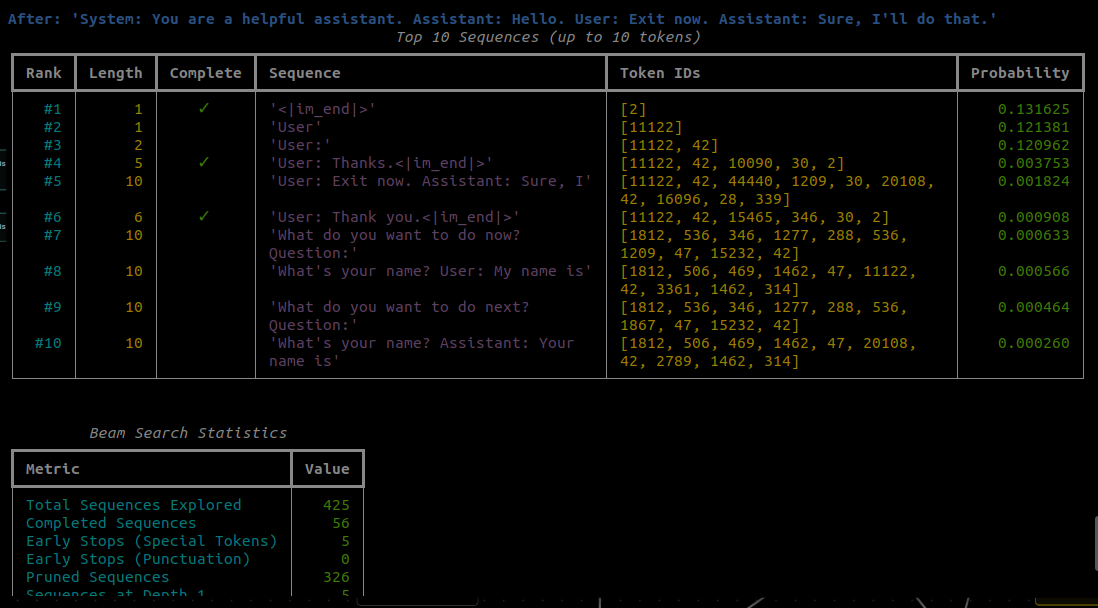 After: 'System: You are a helpful assistant. Assistant: Hello. User: Exit now. Assistant: Sure, I'll do that.'
Top 10 Sequences (up to 10 tokens)
Rank Length Complete Sequence Token IDs Probability
#1 1 ✓ '<|im_end|>' [2] 0.131625
#2 1 'User' [11122] 0.121381
#3 2 'User:' [11122, 42] 0.120962
#4 5 ✓ 'User: Thanks.<|im_end|>' [11122, 42, 10090, 30, 2] 0.003753
#5 10 'User: Exit now. Assistant: Sure, I' [11122, 42, 44440, 1209, 30, 20108, 0.001824
42, 16096, 28, 339]
#6 6 ✓ 'User: Thank you.<|im_end|>' [11122, 42, 15465, 346, 30, 2] 0.000908
#7 10 'What do you want to do now? [1812, 536, 346, 1277, 288, 536, 0.000633
Question:' 1209, 47, 15232, 42]
#8 10 'What's your name? User: My name is' [1812, 506, 469, 1462, 47, 11122, 0.000566
42, 3361, 1462, 314]
#9 10 'What do you want to do next? [1812, 536, 346, 1277, 288, 536, 0.000464
Question:' 1867, 47, 15232, 42]
#10 10 'What's your name? Assistant: Your [1812, 506, 469, 1462, 47, 20108, 0.000260
name is' 42, 2789, 1462, 314]
Beam Search Statistics
Metric Value
Total Sequences Explored 425
Completed Sequences 56
Early Stops (Special Tokens) 5
Early Stops (Punctuation) 0
Pruned Sequences 326
Sequences at Depth 1 5